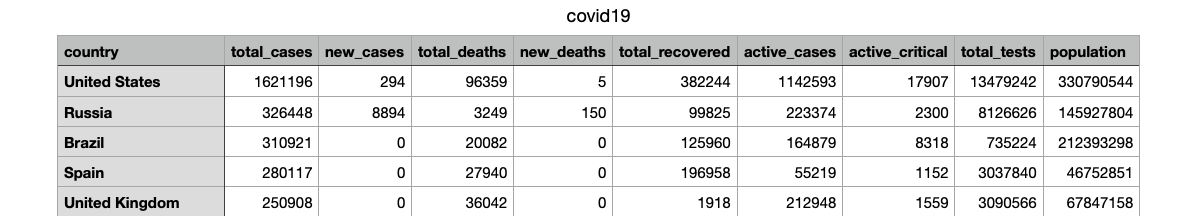 covid19
country total_cases new_cases total_deaths new_deaths total_recovered active_cases active_critical total_tests population
United States 1621196 294 96359 5 382244 1142593 17907 13479242 330790544
Russia 326448 8894 3249 150 99825 223374 2300 8126626 145927804
Brazil 310921 0 20082 0 125960 164879 8318 735224 212393298
Spain 280117 0 27940 0 196958 55219 1152 3037840 46752851
United Kingdom 250908 0 36042 0 1918 212948 1559 3090566 67847158